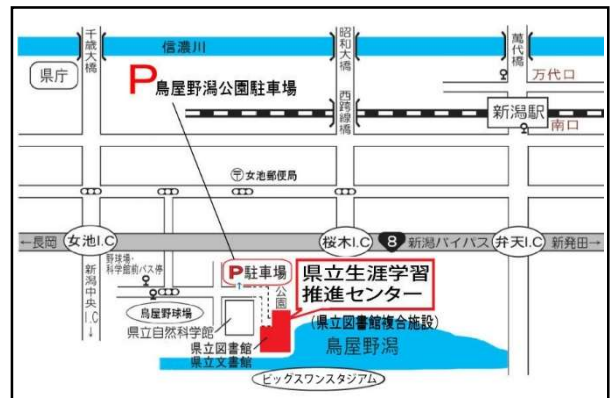 千歳大橋
信濃川
昭和大橋
萬代橋
県庁
P鳥屋野潟公園駐車場
万代口
西跨線橋
新潟駅
南口
〒女池郵便局
←長岡
女池I.C
桜木I.C
8
新潟バイパス
弁天I.C
新発田→
新潟中央I.C
↓
野球場・
科学館前バス停
P駐車場
↑
公園
県立生涯学習
推進センター
(県立図書館複合施設)
鳥屋野球場
県立自然科学館
県立図書館
県立文書館
鳥屋野潟
ビッグスワンスタジアム